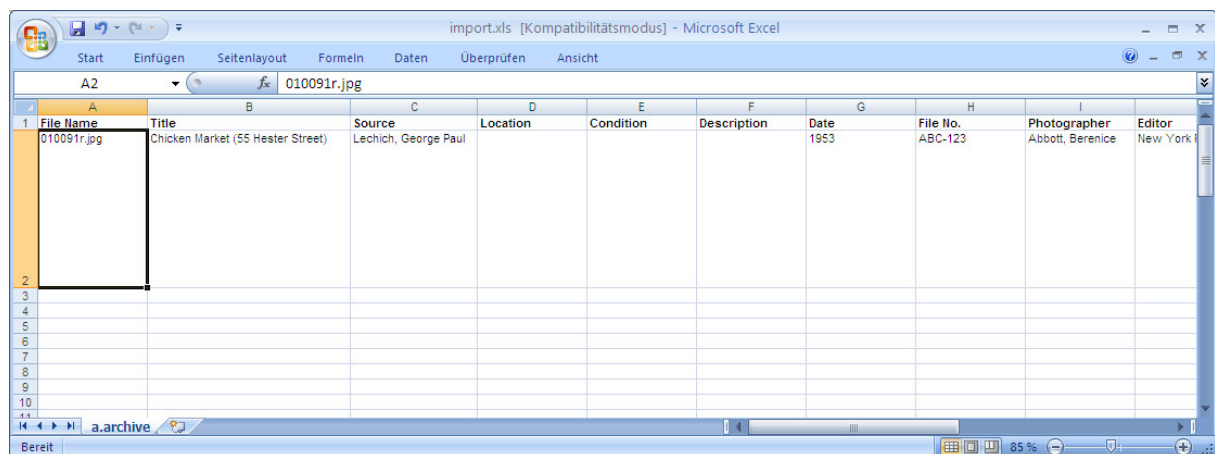 import.xls [Kompatibilitätsmodus] - Microsoft Excel
Start Einfügen Seitenlayout Formeln Daten Überprüfen Ansicht
A2 fx 010091r.jpg
A B C D E F G H I
1 File Name Title Source Location Condition Description Date File No. Photographer Editor
010091r.jpg Chicken Market (55 Hester Street) Lechich, George Paul 1953 ABC-123 Abbott, Berenice New York
2
3
4
5
6
7
8
9
10
11
a.archive
Bereit 85 %